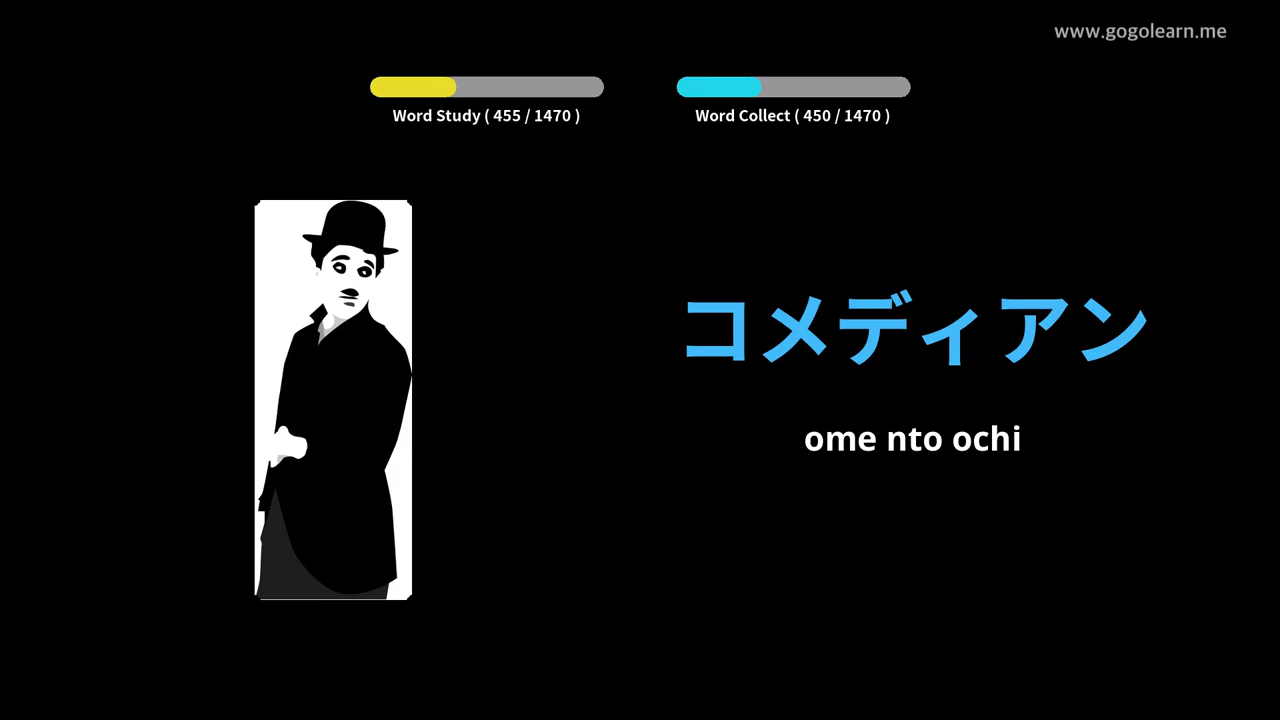 www.gogolearn.me
Word Study ( 455 / 1470 )
Word Collect ( 450 / 1470 )
コメディアン
ome nto ochi